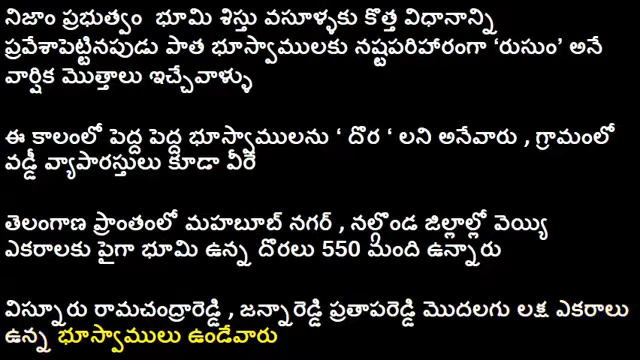 నిజాం ప్రభుత్వం భూమి శిస్తు వసూళ్ళకు కొత్త విధానాన్ని
ప్రవేశాపెట్టినపుడు పాత భూస్వాములకు నష్టపరిహారంగా ‘రుసుం’ అనే
వార్షిక మొత్తాలు ఇచ్చేవాళ్ళు
ఈ కాలంలో పెద్ద పెద్ద భూస్వాములను ‘ దొర ‘ లని అనేవారు , గ్రామంలో
వడ్డీ వ్యాపారస్తులు కూడా వీరే
తెలంగాణ ప్రాంతంలో మహబూబ్ నగర్ , నల్గొండ జిల్లాల్లో వెయ్యి
ఎకరాలకు పైగా భూమి ఉన్న దొరలు 550 మంది ఉన్నారు
విస్నూరు రామచంద్రారెడ్డి , జన్నారెడ్డి ప్రతాపరెడ్డి మొదలగు లక్ష ఎకరాలు
ఉన్న భూస్వాములు ఉండేవారు